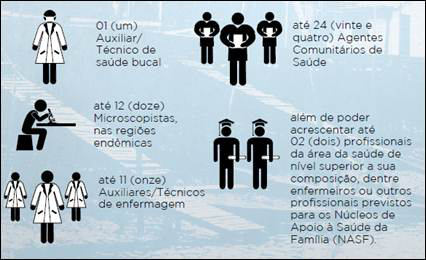 01 (um)
Auxiliar/
Técnico de
saúde bucal
até 12 (doze)
Microscopistas,
nas regiões
endêmicas
até 11 (onze)
Auxiliares/Técnicos
de enfermagem
até 24 (vinte e
quatro) Agentes
Comunitários de
Saúde
além de poder
acrescentar até
02 (dois) profissionais
da área da saúde de
nível superior a sua
composição, dentre
enfermeiros ou outros
profissionais previstos
para os Núcleos de
Apoio à Saúde da
Família (NASF).